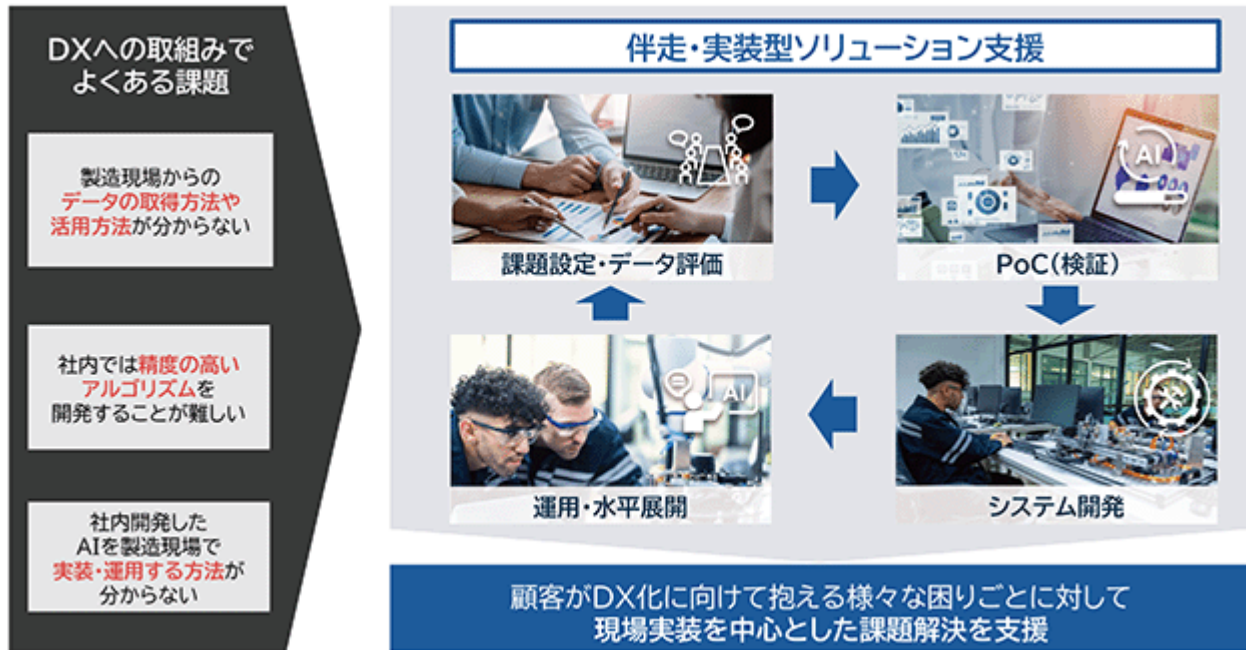 DXへの取組みで
よくある課題
製造現場からの
データの取得方法や
活用方法が分からない
社内では精度の高い
アルゴリズムを
開発することが難しい
社内開発した
AIを製造現場で
実装・運用する方法が
分からない
伴走・実装型ソリューション支援
課題設定・データ評価
AI
PoC(検証)
AI
運用・水平展開
システム開発
顧客がDX化に向けて抱える様々な困りごとに対して
現場実装を中心とした課題解決を支援